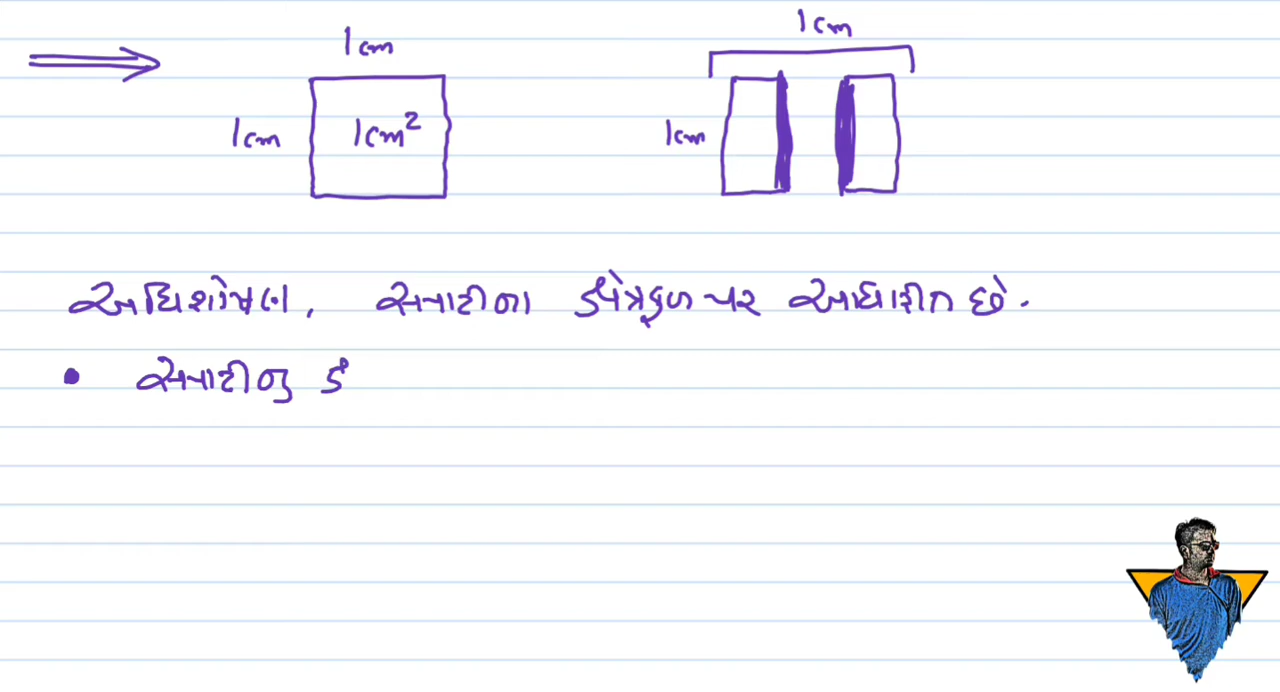 1cm
1cm
1cm
1cm²
1cm
અધિશોષણ, સપાટીના ક્ષેત્રફળ પર આધારીત છે.
• સપાટીનુ